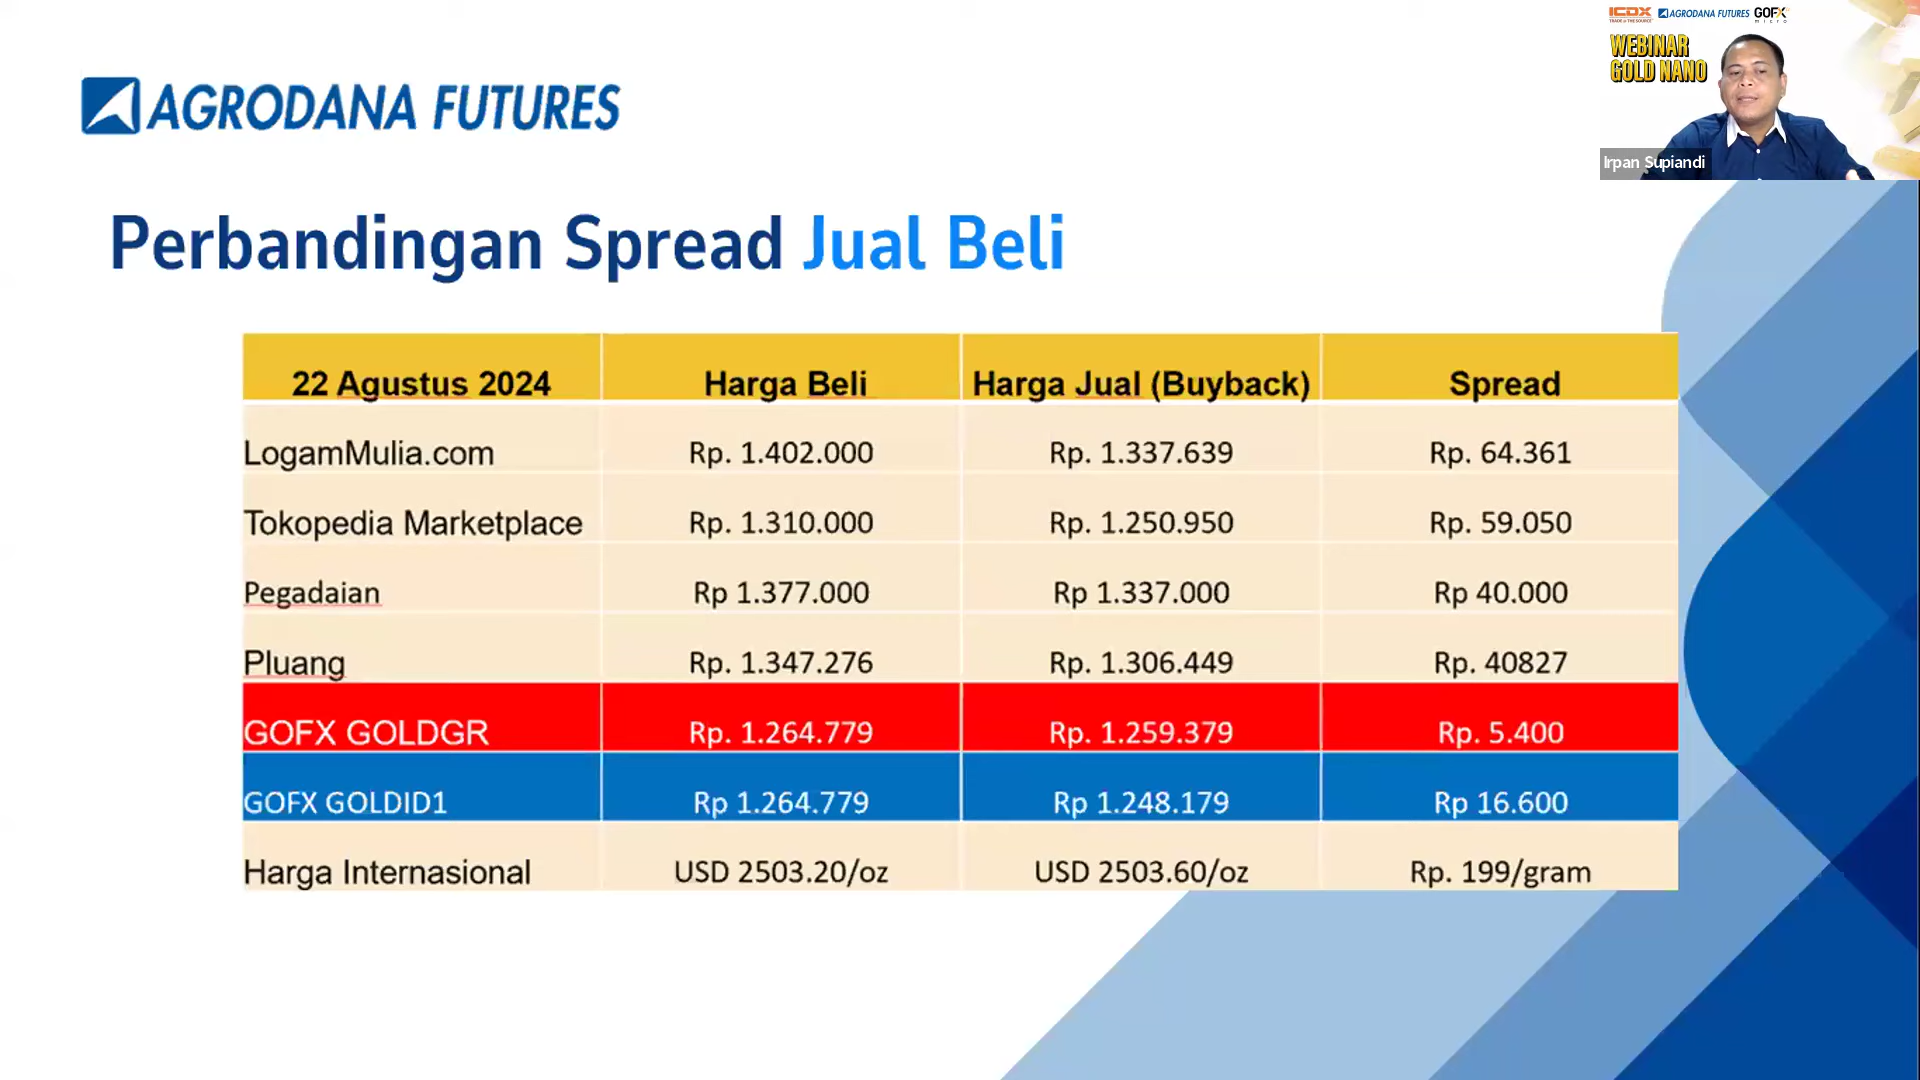 ICDX
TRADE @ THE SOURCE
AGRODANA FUTURES
GOFX
micro
WEBINAR
GOLD NANO
Irpan Supiandi
AGRODANA FUTURES
Perbandingan Spread Jual Beli
22 Agustus 2024 Harga Beli Harga Jual (Buyback) Spread
LogamMulia.com Rp. 1.402.000 Rp. 1.337.639 Rp. 64.361
Tokopedia Marketplace Rp. 1.310.000 Rp. 1.250.950 Rp. 59.050
Pegadaian Rp 1.377.000 Rp 1.337.000 Rp 40.000
Pluang Rp. 1.347.276 Rp. 1.306.449 Rp. 40827
GOFX GOLDGR Rp. 1.264.779 Rp. 1.259.379 Rp. 5.400
GOFX GOLDID1 Rp 1.264.779 Rp 1.248.179 Rp 16.600
Harga Internasional USD 2503.20/oz USD 2503.60/oz Rp. 199/gram